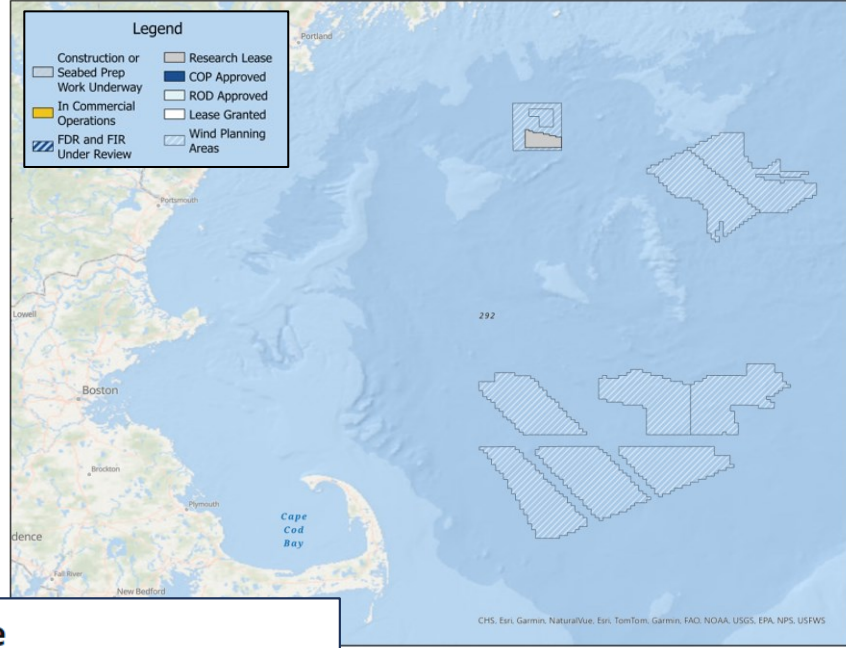 Legend
Construction or
Seabed Prep
Work Underway
In Commercial
Operations
FDR and FIR
Under Review
Research Lease
COP Approved
ROD Approved
Lease Granted
Wind Planning
Areas
Portland
Portsmouth
292
Lowell
Boston
Brockton
Plymouth
Cape
Cod
Bay
dence
Fall River
New Bedford
CHS, Esri, Garmin, NaturalVue, Esri, TomTom, Garmin, FAO, NOAA, USGS, EPA, NPS, USFWS
e